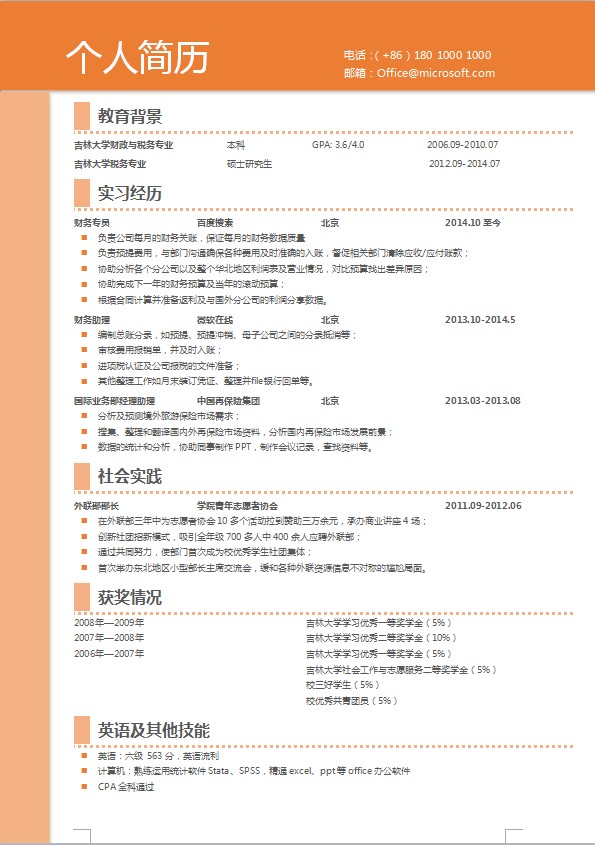 个人简历
电话：（+86）180 1000 1000
邮箱：Office@microsoft.com
教育背景
吉林大学财政与税务专业 本科 GPA: 3.6/4.0 2006.09-2010.07
吉林大学税务专业 硕士研究生 2012.09-2014.07
实习经历
财务专员 百度搜索 北京 2014.10 至今
负责公司每月的财务关账，保证每月的财务数据质量
负责预提费用，与部门沟通确保各种费用及时准确的入账，督促相关部门清除应收/应付账款；
协助分析各个分公司以及整个华北地区利润表及营业情况，对比预算找出差异原因；
协助完成下一年的财务预算及当年的滚动预算；
根据合同计算并准备返利及与国外分公司的利润分享数据。
财务助理 微软在线 北京 2013.10-2014.5
编制总账分录，如预提、预提冲销、母子公司之间的分录抵消等；
审核费用报销单，并及时入账；
进项税认证及公司报税的文件准备；
其他整理工作如月末装订凭证、整理并file银行回单等。
国际业务部经理助理 中国再保险集团 北京 2013.03-2013.08
分析及预测境外旅游保险市场需求；
搜集、整理和翻译国内外再保险市场资料，分析国内再保险市场发展前景；
数据的统计和分析，协助同事制作 PPT，制作会议记录，查找资料等。
社会实践
外联部部长 学院青年志愿者协会 2011.09-2012.06
在外联部三年中为志愿者协会 10 多个活动拉到赞助三万余元，承办商业讲座 4 场；
创新社团招新模式，吸引全年级 700 多人中 400 余人应聘外联部；
通过共同努力，使部门首次成为校优秀学生社团集体；
首次举办东北地区小型部长主席交流会，缓和各种外联资源信息不对称的尴尬局面。
获奖情况
2008年—2009年 吉林大学学习优秀一等奖学金（5%）
2007年—2008年 吉林大学学习优秀二等奖学金（10%）
2006年—2007年 吉林大学学习优秀一等奖学金（5%）
吉林大学社会工作与志愿服务二等奖学金（5%）
校三好学生（5%）
校优秀共青团员（5%）
英语及其他技能
英语：六级 563 分，英语流利
计算机：熟练运用统计软件 Stata、SPSS，精通 excel、ppt 等 office 办公软件
CPA 全科通过